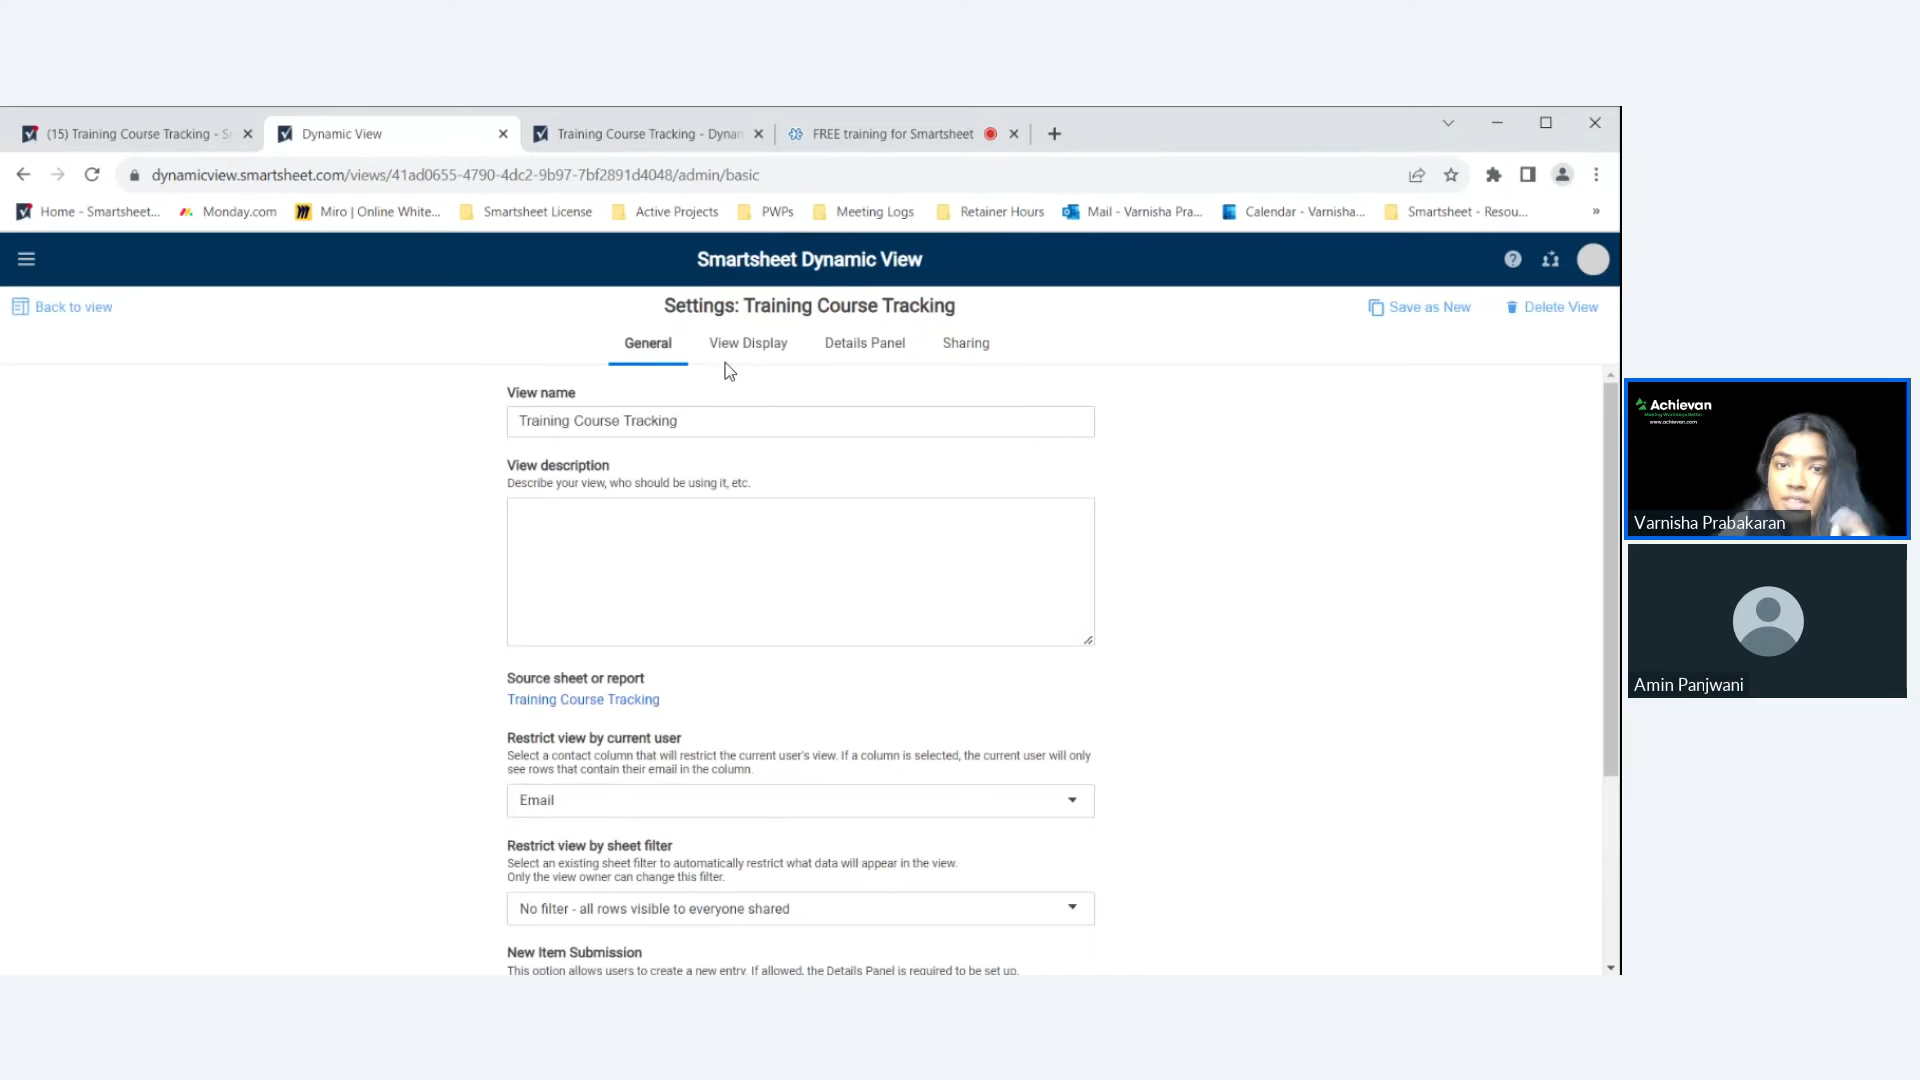 (15) Training Course Tracking - S
Dynamic View
Training Course Tracking - Dynan
FREE training for Smartsheet
dynamicview.smartsheet.com/views/41ad0655-4790-4dc2-9b97-7bf2891d4048/admin/basic
Home - Smartsheet...
Monday.com
Miro | Online White...
Smartsheet License
Active Projects
PWPs
Meeting Logs
Retainer Hours
Mail - Varnisha Pra...
Calendar - Varnisha...
Smartsheet - Resou...
»
Smartsheet Dynamic View
Back to view
Settings: Training Course Tracking
Save as New
Delete View
General
View Display
Details Panel
Sharing
View name
Training Course Tracking
View description
Describe your view, who should be using it, etc.
Source sheet or report
Training Course Tracking
Restrict view by current user
Select a contact column that will restrict the current user's view. If a column is selected, the current user will only
see rows that contain their email in the column.
Email
Restrict view by sheet filter
Select an existing sheet filter to automatically restrict what data will appear in the view.
Only the view owner can change this filter.
No filter - all rows visible to everyone shared
New Item Submission
This option allows users to create a new entry. If allowed, the Details Panel is required to be set up.
Achievan
Making Workdays Better
www.achievan.com
Varnisha Prabakaran
Amin Panjwani